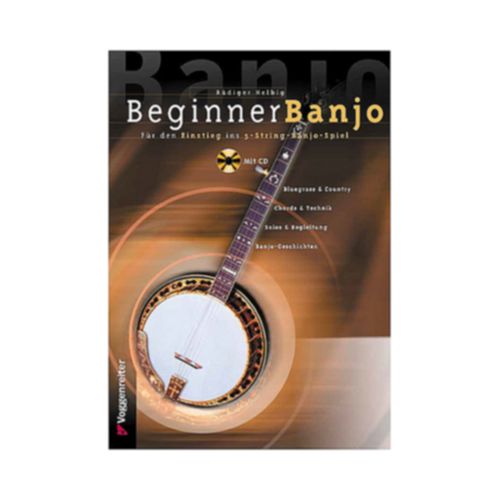 Banjo
Rüdiger Helbig
BeginnerBanjo
Für den Einstieg ins 5-String-Banjo-Spiel
Mit CD
Bluegrass & Country
Chords & Technik
Solos & Begleitung
Banjo-Geschichten
Voggenreiter